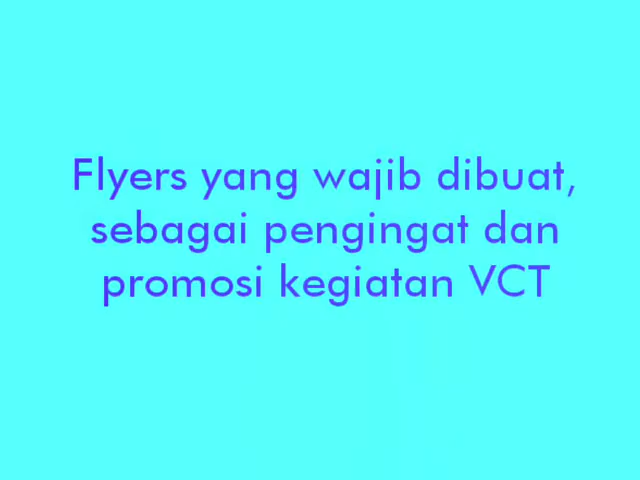 Flyers yang wajib dibuat,
sebagai pengingat dan
promosi kegiatan VCT